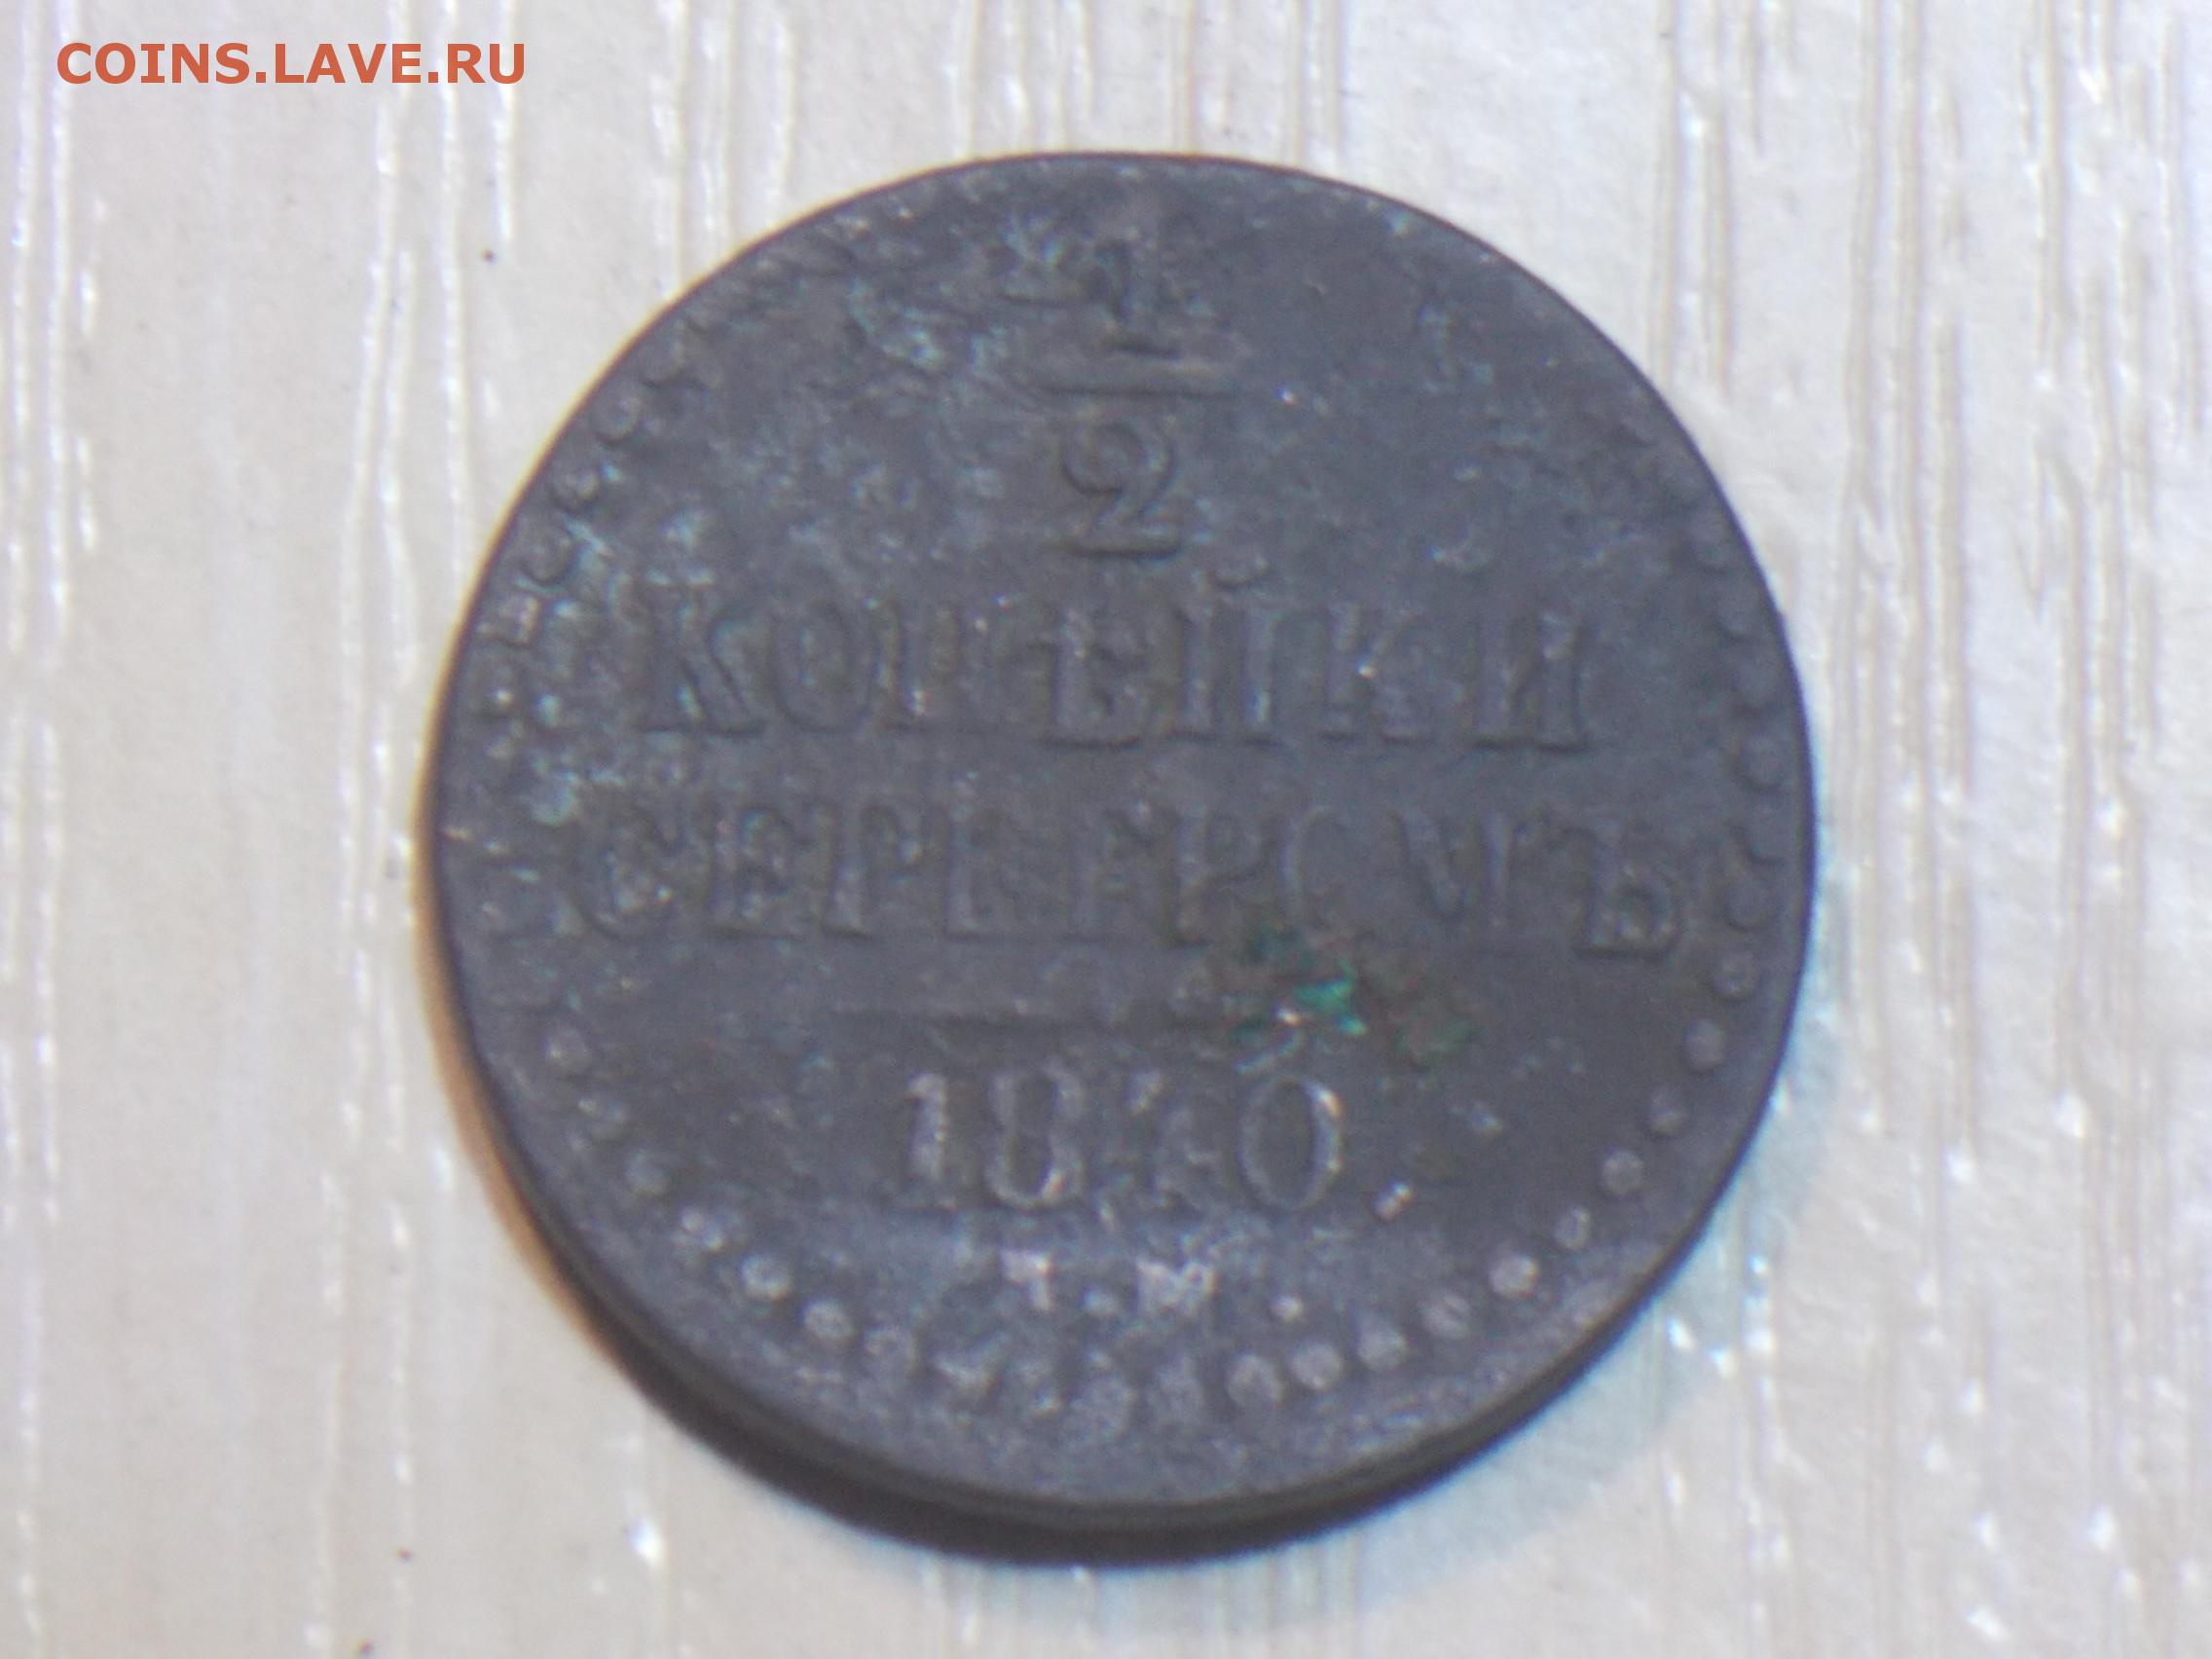 COINS.LAVE.RU
1
2
КОПѢЙКИ
СЕРЕБРОМЪ
1840.